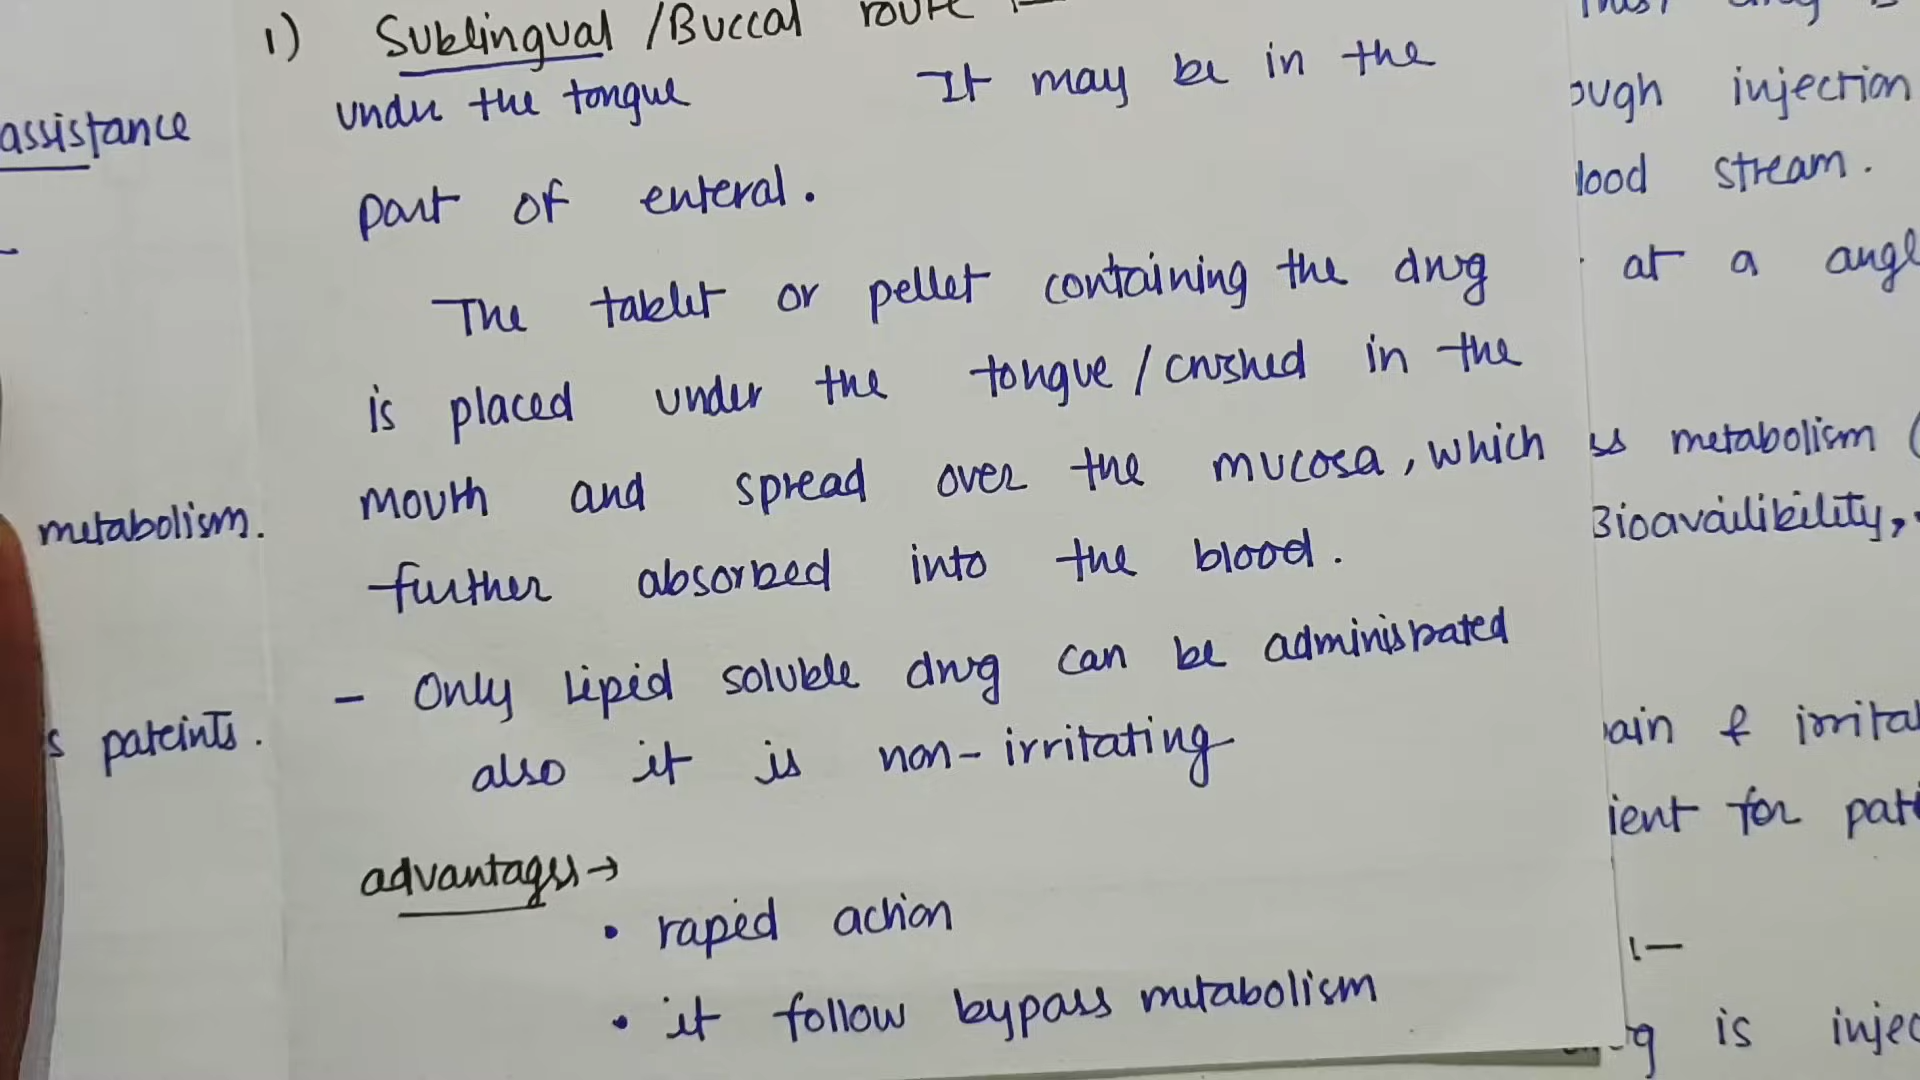 1) Sublingual /Buccal route :-
under the tongue It may be in the
part of enteral.
The tablet or pellet containing the drug
is placed under the tongue / crushed in the
mouth and spread over the mucosa, which
further absorbed into the blood.
- Only lipid soluble drug can be administrated
also it is non-irritating
advantages →
• rapid action
• it follow bypass metabolism
assistance
metabolism.
s pateints.
ough injection
lood stream.
at a angl
ss metabolism (
Bioavailibility,
ain & irrita
ient for pati
:—
g is injec